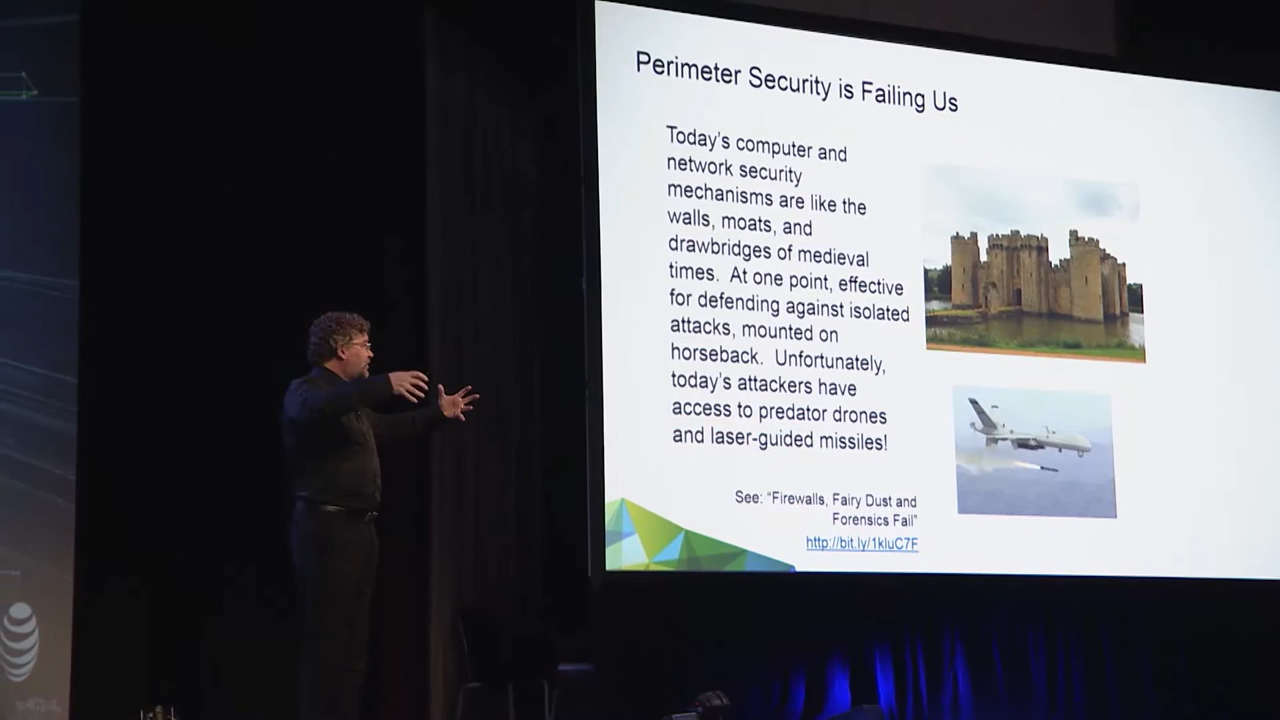 Perimeter Security is Failing Us
Today's computer and
network security
mechanisms are like the
walls, moats, and
drawbridges of medieval
times. At one point, effective
for defending against isolated
attacks, mounted on
horseback. Unfortunately,
today's attackers have
access to predator drones
and laser-guided missiles!
See: "Firewalls, Fairy Dust and
Forensics Fail"
http://bit.ly/1kIuC7F